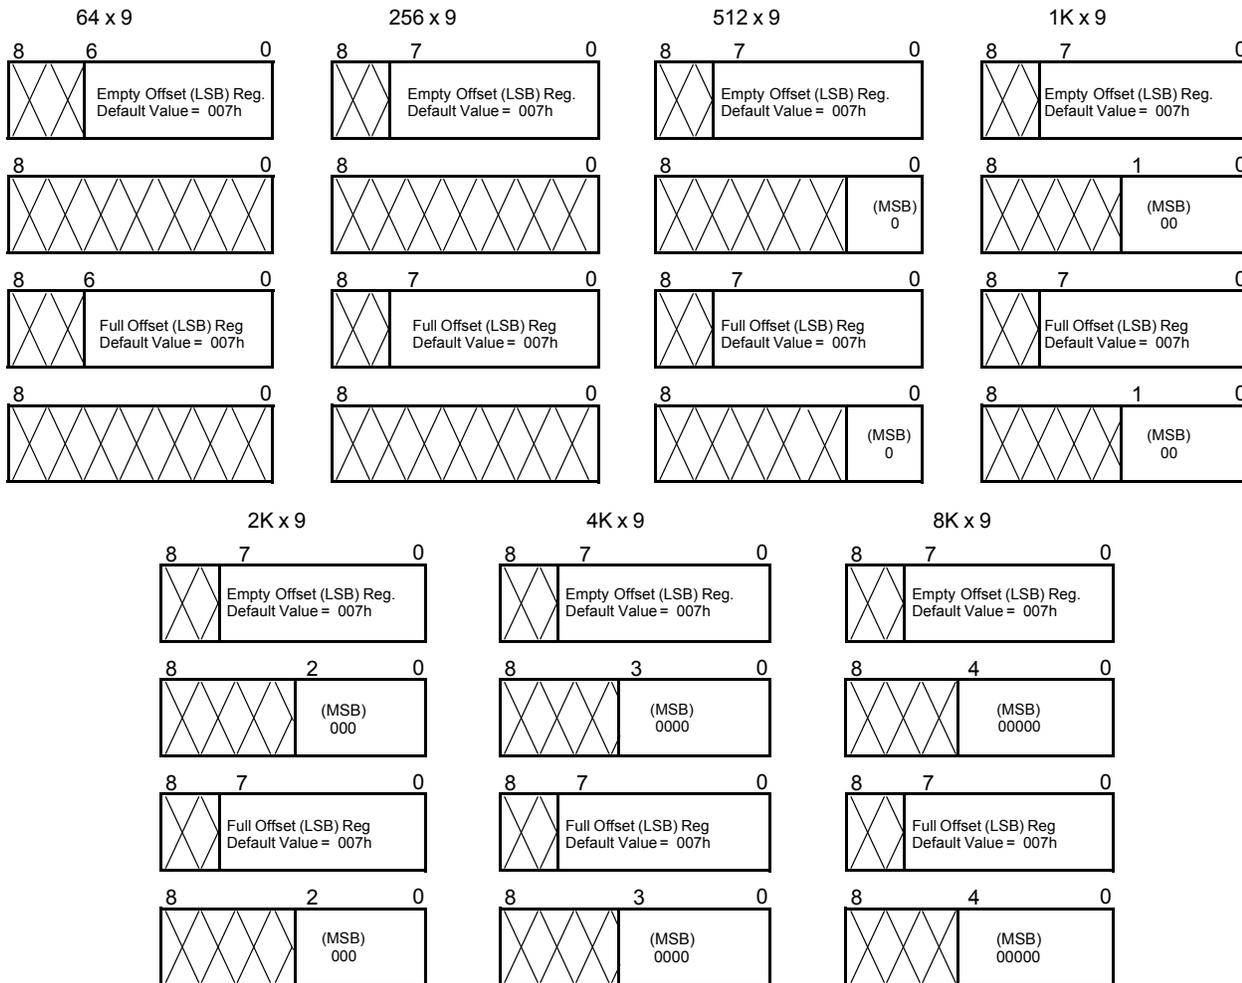 64 x 9
8 6 0
Empty Offset (LSB) Reg.
Default Value = 007h
8 0
8 6 0
Full Offset (LSB) Reg
Default Value = 007h
8 0
256 x 9
8 7 0
Empty Offset (LSB) Reg.
Default Value = 007h
8 0
8 7 0
Full Offset (LSB) Reg
Default Value = 007h
8 0
512 x 9
8 7 0
Empty Offset (LSB) Reg.
Default Value = 007h
8 0
(MSB)
0
8 7 0
Full Offset (LSB) Reg
Default Value = 007h
8 0
(MSB)
0
1K x 9
8 7 0
Empty Offset (LSB) Reg.
Default Value = 007h
8 1 0
(MSB)
00
8 7 0
Full Offset (LSB) Reg
Default Value = 007h
8 1 0
(MSB)
00
2K x 9
8 7 0
Empty Offset (LSB) Reg.
Default Value = 007h
8 2 0
(MSB)
000
8 7 0
Full Offset (LSB) Reg
Default Value = 007h
8 2 0
(MSB)
000
4K x 9
8 7 0
Empty Offset (LSB) Reg.
Default Value = 007h
8 3 0
(MSB)
0000
8 7 0
Full Offset (LSB) Reg
Default Value = 007h
8 3 0
(MSB)
0000
8K x 9
8 7 0
Empty Offset (LSB) Reg.
Default Value = 007h
8 4 0
(MSB)
00000
8 7 0
Full Offset (LSB) Reg
Default Value = 007h
8 4 0
(MSB)
00000